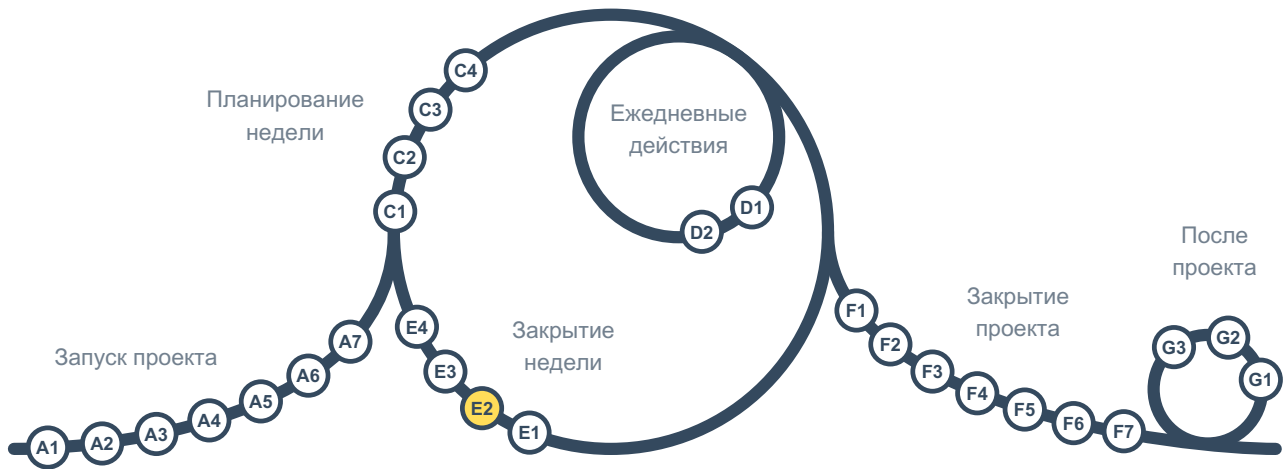 Планирование
недели
C4
C3
C2
C1
Ежедневные
действия
D1
D2
Запуск проекта
A1
A2
A3
A4
A5
A6
A7
Закрытие
недели
E4
E3
E2
E1
Закрытие
проекта
F1
F2
F3
F4
F5
F6
F7
После
проекта
G3
G2
G1